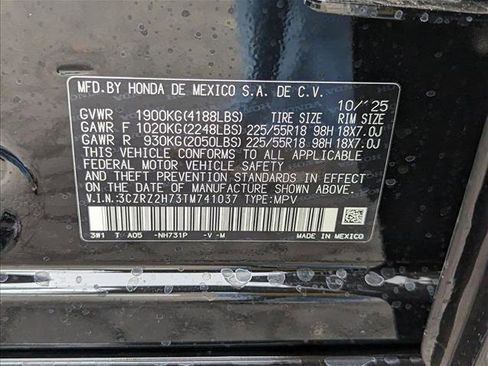 MFD.BY HONDA DE MEXICO S.A. DE C.V.
10/'25
GVWR 1900KG(4188LBS) TIRE SIZE RIM SIZE
GAWR F 1020KG(2248LBS) 225/55R18 98H 18X7.0J
GAWR R 930KG(2050LBS) 225/55R18 98H 18X7.0J
THIS VEHICLE CONFORMS TO ALL APPLICABLE
FEDERAL MOTOR VEHICLE SAFETY
AND THEFT PREVENTION STANDARDS IN EFFECT ON
THE DATE OF MANUFACTURE SHOWN ABOVE.
V.I.N:3CZRZ2H73TM741037 TYPE:MPV
3W1 T A05 -NH731P -V -M MADE IN MEXICO